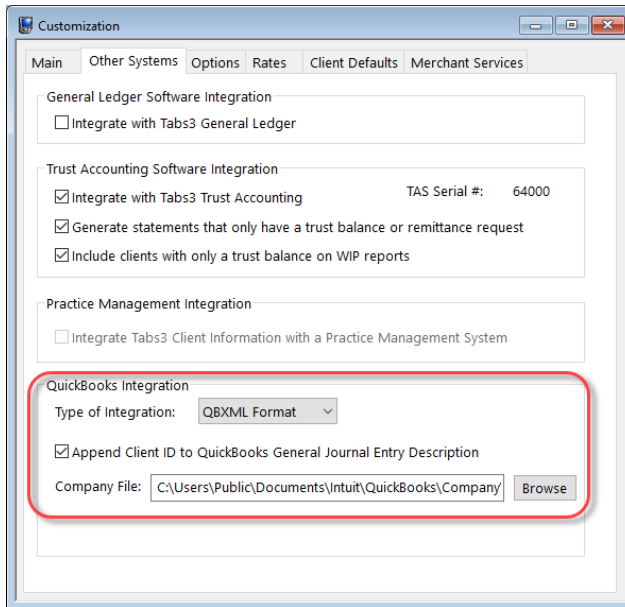 Customization
Main Other Systems Options Rates Client Defaults Merchant Services
General Ledger Software Integration
Integrate with Tabs3 General Ledger
Trust Accounting Software Integration
Integrate with Tabs3 Trust Accounting TAS Serial #: 64000
Generate statements that only have a trust balance or remittance request
Include clients with only a trust balance on WIP reports
Practice Management Integration
Integrate Tabs3 Client Information with a Practice Management System
QuickBooks Integration
Type of Integration: QBXML Format
Append Client ID to QuickBooks General Journal Entry Description
Company File: C:\Users\Public\Documents\Intuit\QuickBooks\Company\ Browse